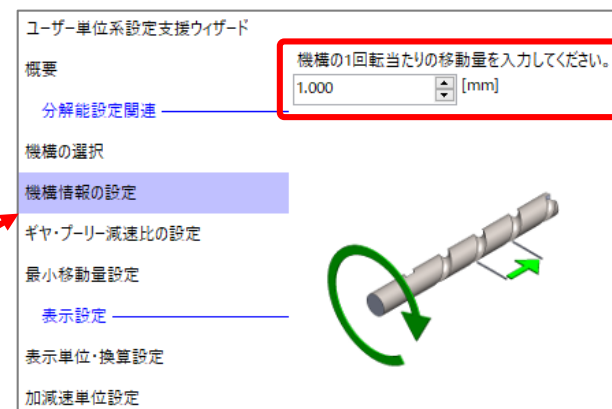 ユーザー単位系設定支援ウィザード
概要
分解能設定関連
機構の選択
機構情報の設定
ギヤ・プーリー減速比の設定
最小移動量設定
表示設定
表示単位・換算設定
加減速単位設定
機構の1回転当たりの移動量を入力してください。
1.000 [mm]